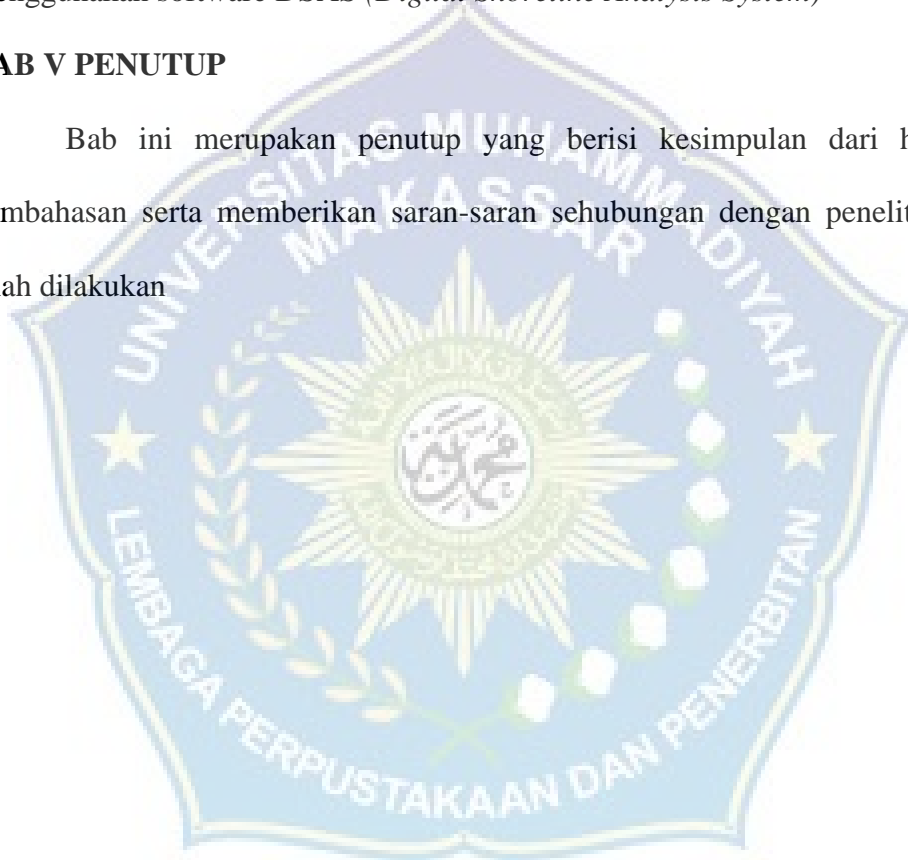 enggunakan software DSAS (Digital Shoreline Analysis System)
AB V PENUTUP
Bab ini merupakan penutup yang berisi kesimpulan dari h
mbahasan serta memberikan saran-saran sehubungan dengan penelit
lah dilakukan
UNIVERSITAS MUHAMMADIYAH
MAKASSAR
LEMBAGA PERPUSTAKAAN DAN PENERBITAN